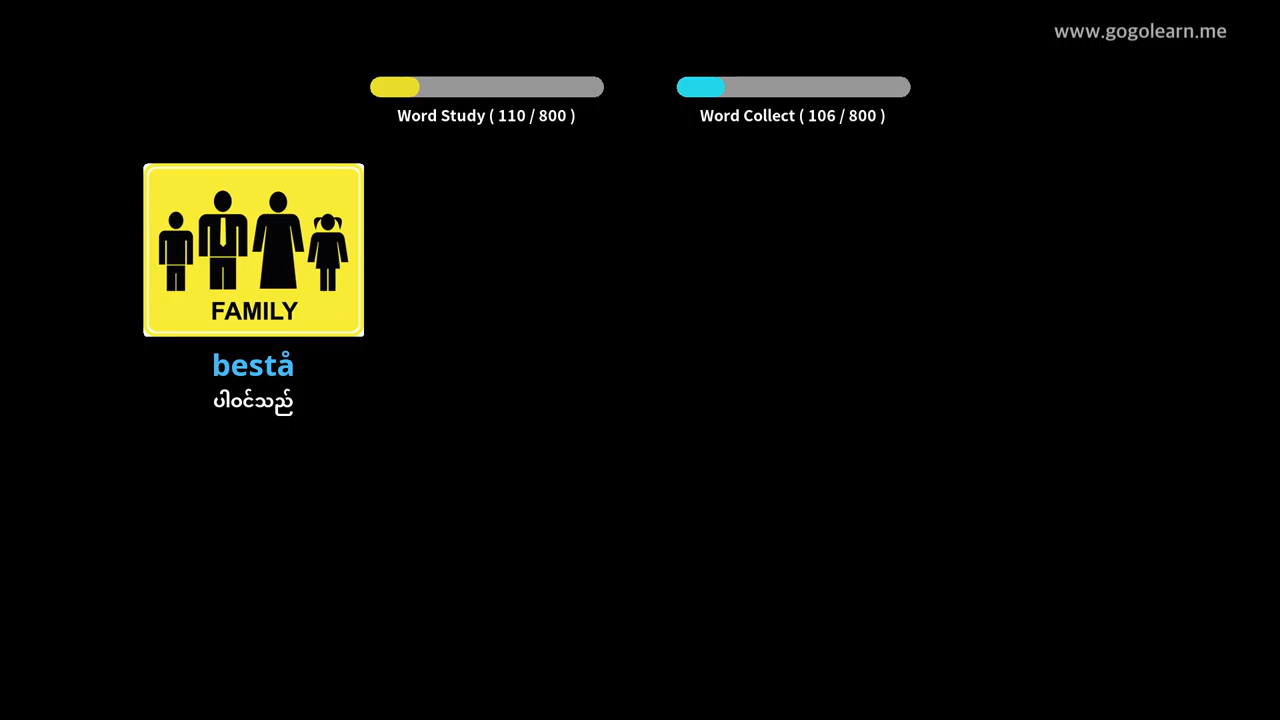 www.gogolearn.me
Word Study ( 110 / 800 )
Word Collect ( 106 / 800 )
FAMILY
bestå
ပါဝင်သည်